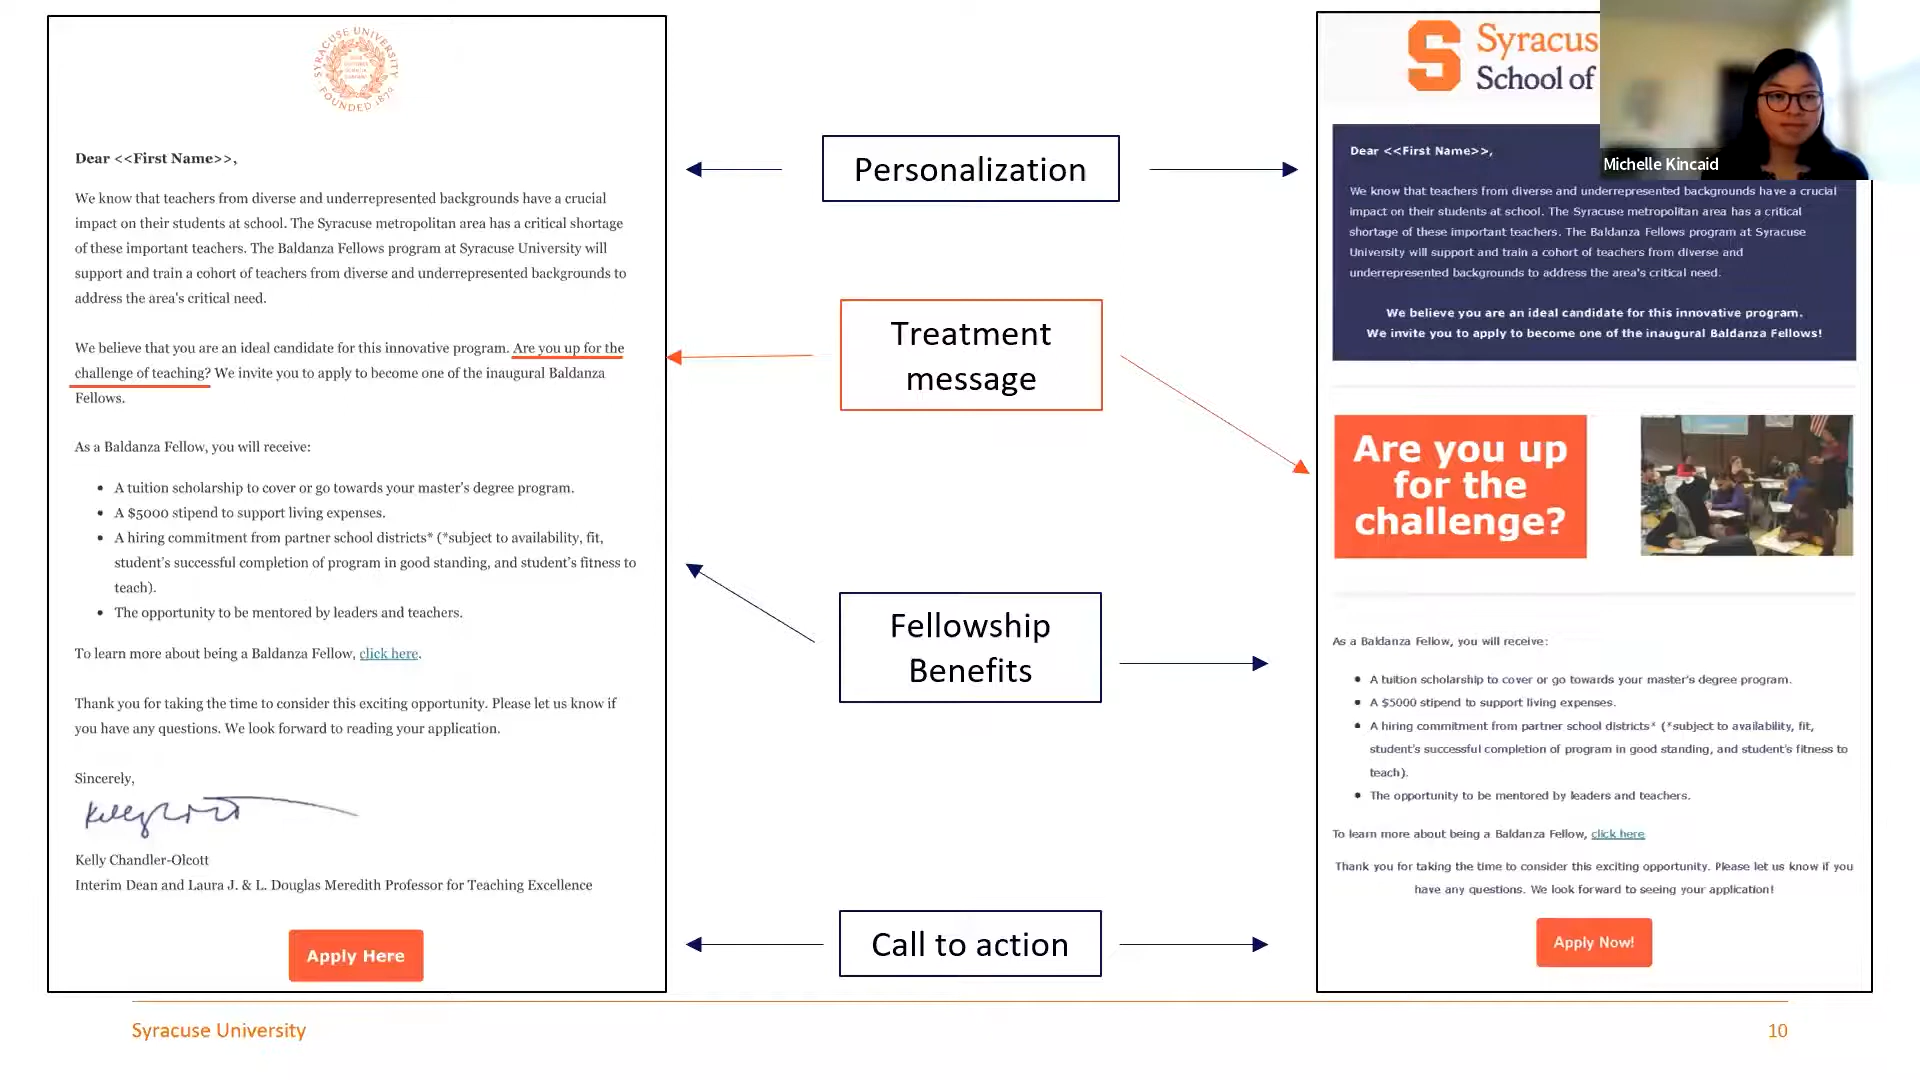 SYRACUSE UNIVERSITY
FOUNDED 1870
Dear <<First Name>>,
We know that teachers from diverse and underrepresented backgrounds have a crucial
impact on their students at school. The Syracuse metropolitan area has a critical shortage
of these important teachers. The Baldanza Fellows program at Syracuse University will
support and train a cohort of teachers from diverse and underrepresented backgrounds to
address the area's critical need.
We believe that you are an ideal candidate for this innovative program. Are you up for the
challenge of teaching? We invite you to apply to become one of the inaugural Baldanza
Fellows.
As a Baldanza Fellow, you will receive:
• A tuition scholarship to cover or go towards your master's degree program.
• A $5000 stipend to support living expenses.
• A hiring commitment from partner school districts* (*subject to availability, fit,
student's successful completion of program in good standing, and student's fitness to
teach).
• The opportunity to be mentored by leaders and teachers.
To learn more about being a Baldanza Fellow, click here.
Thank you for taking the time to consider this exciting opportunity. Please let us know if
you have any questions. We look forward to reading your application.
Sincerely,
Kelly Chandler-Olcott
Interim Dean and Laura J. & L. Douglas Meredith Professor for Teaching Excellence
Apply Here
Personalization
Treatment
message
Fellowship
Benefits
Call to action
S Syracus
School of
Michelle Kincaid
Dear <<First Name>>,
We know that teachers from diverse and underrepresented backgrounds have a crucial
impact on their students at school. The Syracuse metropolitan area has a critical
shortage of these important teachers. The Baldanza Fellows program at Syracuse
University will support and train a cohort of teachers from diverse and
underrepresented backgrounds to address the area's critical need.
We believe you are an ideal candidate for this innovative program.
We invite you to apply to become one of the inaugural Baldanza Fellows!
Are you up
for the
challenge?
As a Baldanza Fellow, you will receive:
• A tuition scholarship to cover or go towards your master's degree program.
• A $5000 stipend to support living expenses.
• A hiring commitment from partner school districts* (*subject to availability, fit,
student's successful completion of program in good standing, and student's fitness to
teach).
• The opportunity to be mentored by leaders and teachers.
To learn more about being a Baldanza Fellow, click here
Thank you for taking the time to consider this exciting opportunity. Please let us know if you
have any questions. We look forward to seeing your application!
Apply Now!
Syracuse University
10